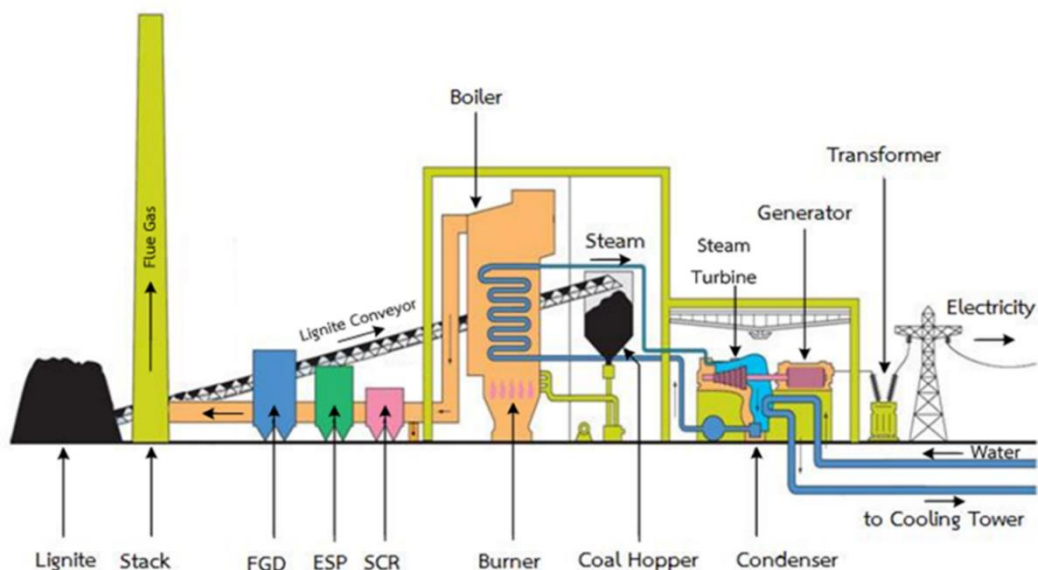 Boiler
Transformer
Generator
Steam
Steam
Turbine
Electricity
Flue Gas
Lignite Conveyor
Water
to Cooling Tower
Lignite
Stack
FGD
ESP
SCR
Burner
Coal Hopper
Condenser